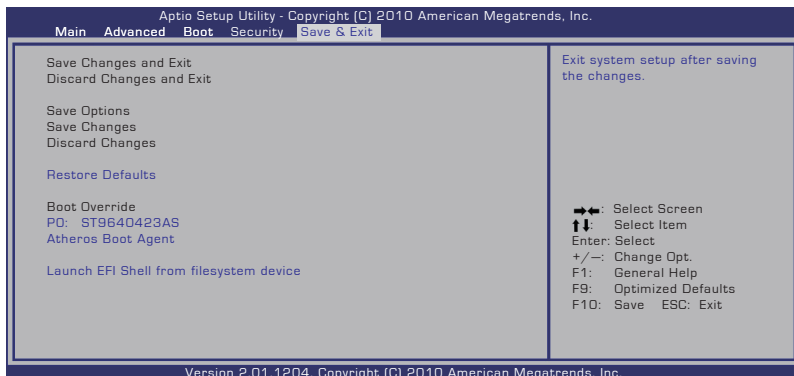 Aptio Setup Utility - Copyright (C) 2010 American Megatrends, Inc.
Main Advanced Boot Security Save & Exit
Save Changes and Exit
Discard Changes and Exit
Save Options
Save Changes
Discard Changes
Restore Defaults
Boot Override
P0: ST9640423AS
Atheros Boot Agent
Launch EFI Shell from filesystem device
Exit system setup after saving
the changes.
→←: Select Screen
↑↓: Select Item
Enter: Select
+/—: Change Opt.
F1: General Help
F9: Optimized Defaults
F10: Save ESC: Exit
Version 2.01.1204. Copyright (C) 2010 American Megatrends, Inc.